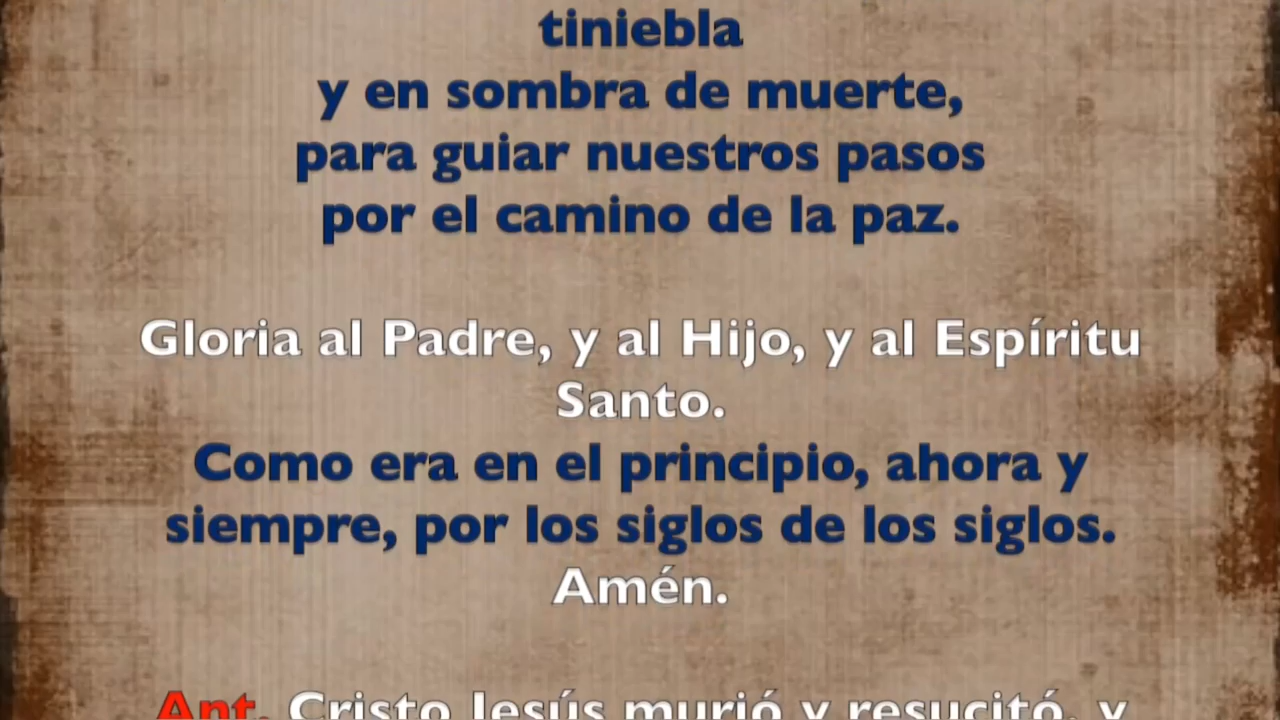 tiniebla
y en sombra de muerte,
para guiar nuestros pasos
por el camino de la paz.
Gloria al Padre, y al Hijo, y al Espíritu
Santo.
Como era en el principio, ahora y
siempre, por los siglos de los siglos.
Amén.
Ant. Cristo Jesús murió y resucitó, y